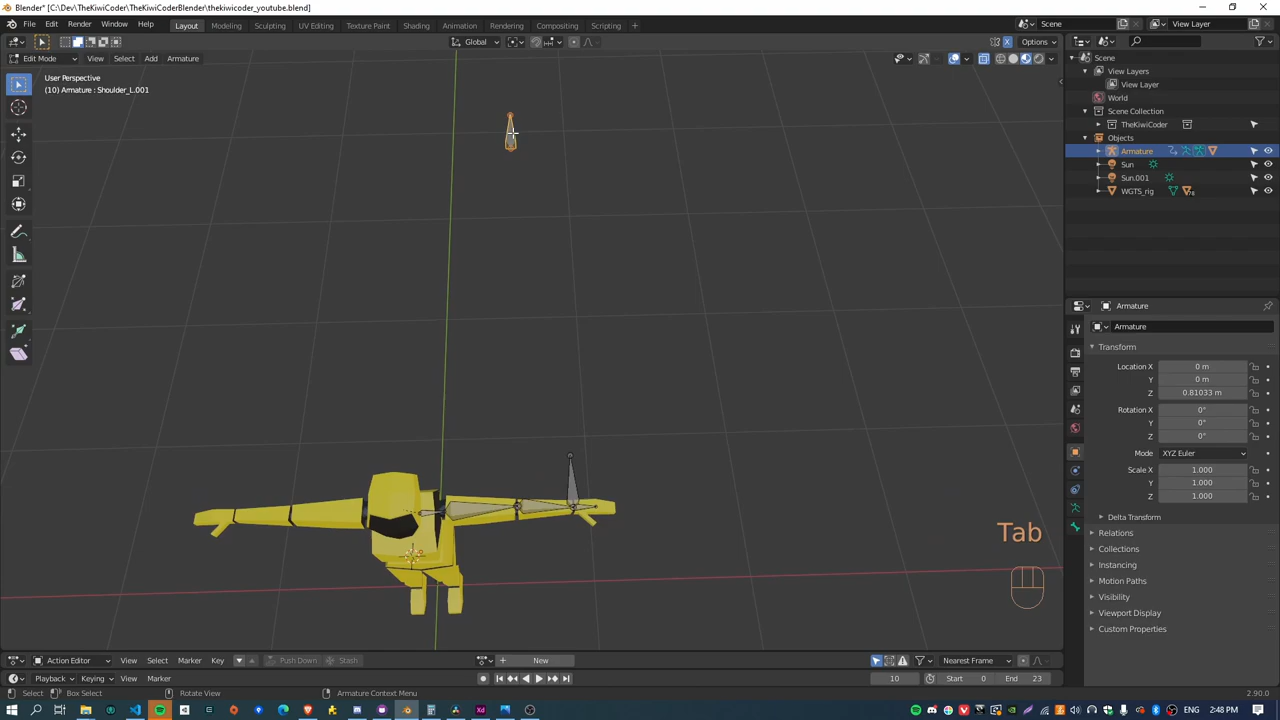 Blender* [C:\Dev\TheKiwiCoderBlender\thekiwicoder_youtube.blend]
File Edit Render Window Help Layout Modeling Sculpting UV Editing Texture Paint Shading Animation Rendering Compositing Scripting + Scene View Layer
Global Options
Edit Mode View Select Add Armature
User Perspective
(10) Armature : Shoulder_L.001
Scene
View Layers
View Layer
World
Scene Collection
TheKiwiCoder
Objects
Armature
Sun
Sun.001
WGTS_rig
78
Armature
Armature
Transform
Location X 0 m
Y 0 m
Z 0.81033 m
Rotation X 0°
Y 0°
Z 0°
Mode XYZ Euler
Scale X 1.000
Y 1.000
Z 1.000
Delta Transform
Relations
Collections
Instancing
Motion Paths
Visibility
Viewport Display
Custom Properties
Tab
Action Editor View Select Marker Key Push Down Stash New Nearest Frame
Playback Keying View Marker 10 Start 0 End 23
Select Box Select Rotate View Armature Context Menu 2.90.0
2:48 PM